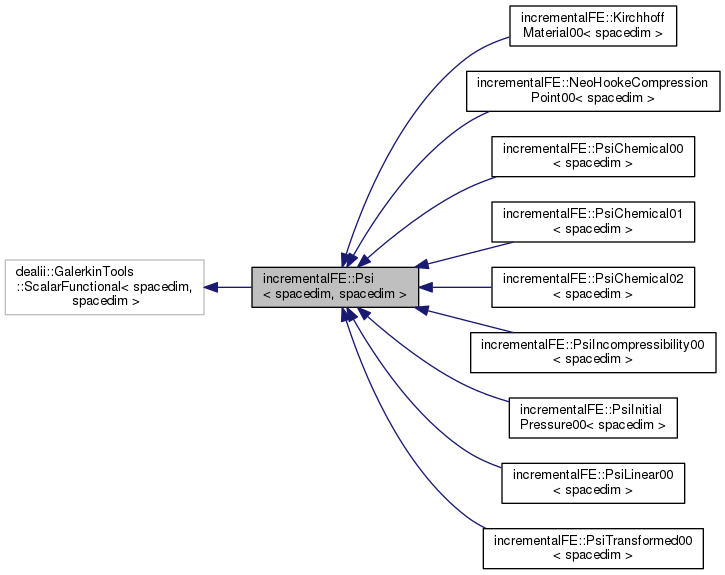 incrementalFE::Kirchhoff
Material00< spacedim >
incrementalFE::NeoHookeCompression
Point00< spacedim >
incrementalFE::PsiChemical00
< spacedim >
incrementalFE::PsiChemical01
< spacedim >
dealii::GalerkinTools
::ScalarFunctional< spacedim,
spacedim >
incrementalFE::Psi
< spacedim, spacedim >
incrementalFE::PsiChemical02
< spacedim >
incrementalFE::PsiIncompressibility00
< spacedim >
incrementalFE::PsiInitial
Pressure00< spacedim >
incrementalFE::PsiLinear00
< spacedim >
incrementalFE::PsiTransformed00
< spacedim >